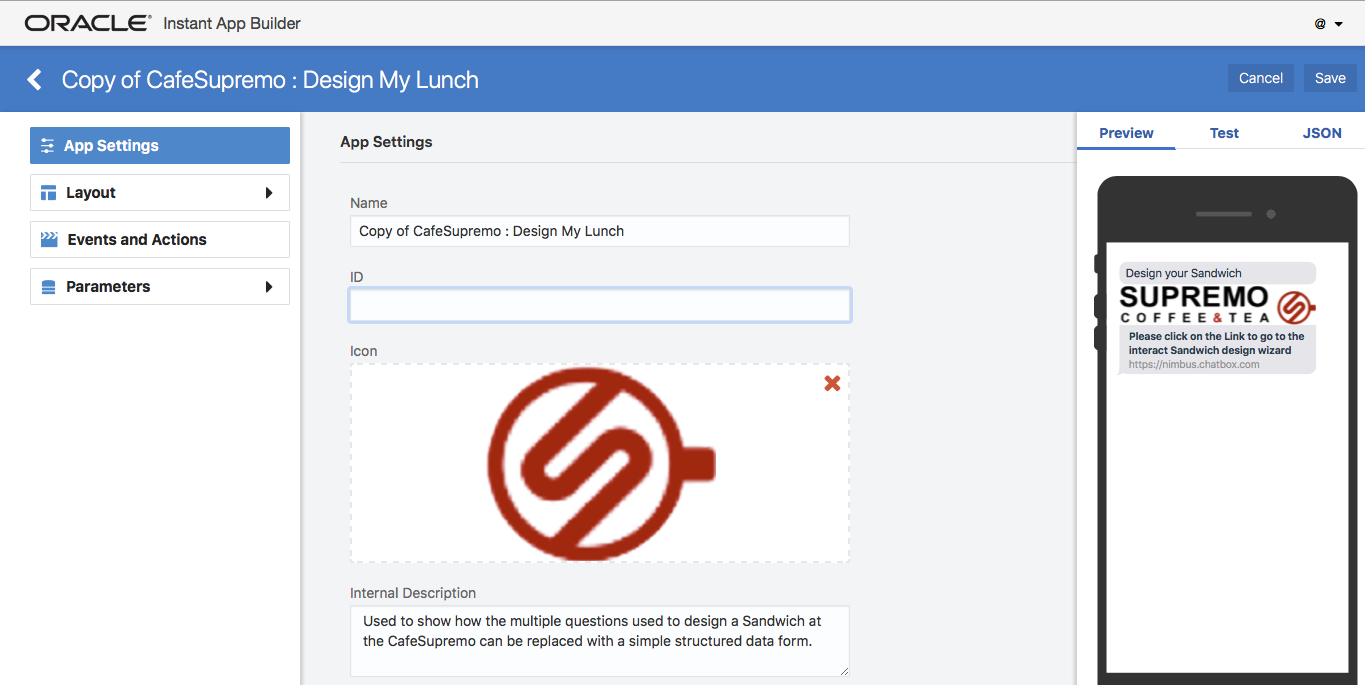 ORACLE® Instant App Builder
@
Copy of CafeSupremo : Design My Lunch
Cancel
Save
App Settings
Layout
Events and Actions
Parameters
App Settings
Name
Copy of CafeSupremo : Design My Lunch
ID
Icon
Internal Description
Used to show how the multiple questions used to design a Sandwich at
the CafeSupremo can be replaced with a simple structured data form.
Preview
Test
JSON
Design your Sandwich
SUPREMO
COFFEE&TEA
Please click on the Link to go to the
interact Sandwich design wizard
https://nimbus.chatbox.com